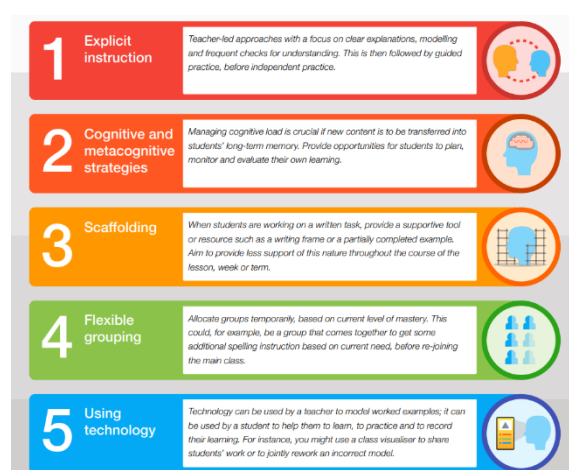 1
Explicit
instruction
Teacher-led approaches with a focus on clear explanations, modelling
and frequent checks for understanding. This is then followed by guided
practice, before independent practice.
2
Cognitive and
metacognitive
strategies
Managing cognitive load is crucial if new content is to be transferred into
students' long-term memory. Provide opportunities for students to plan,
monitor and evaluate their own learning.
3
Scaffolding
When students are working on a written task, provide a supportive tool
or resource such as a writing frame or a partially completed example.
Aim to provide less support of this nature throughout the course of the
lesson, week or term.
4
Flexible
grouping
Allocate groups temporarily, based on current level of mastery. This
could, for example, be a group that comes together to get some
additional spelling instruction based on current need, before re-joining
the main class.
5
Using
technology
Technology can be used by a teacher to model worked examples; it can
be used by a student to help them to learn, to practice and to record
their learning. For instance, you might use a class visualiser to share
students' work or to jointly rework an incorrect model.